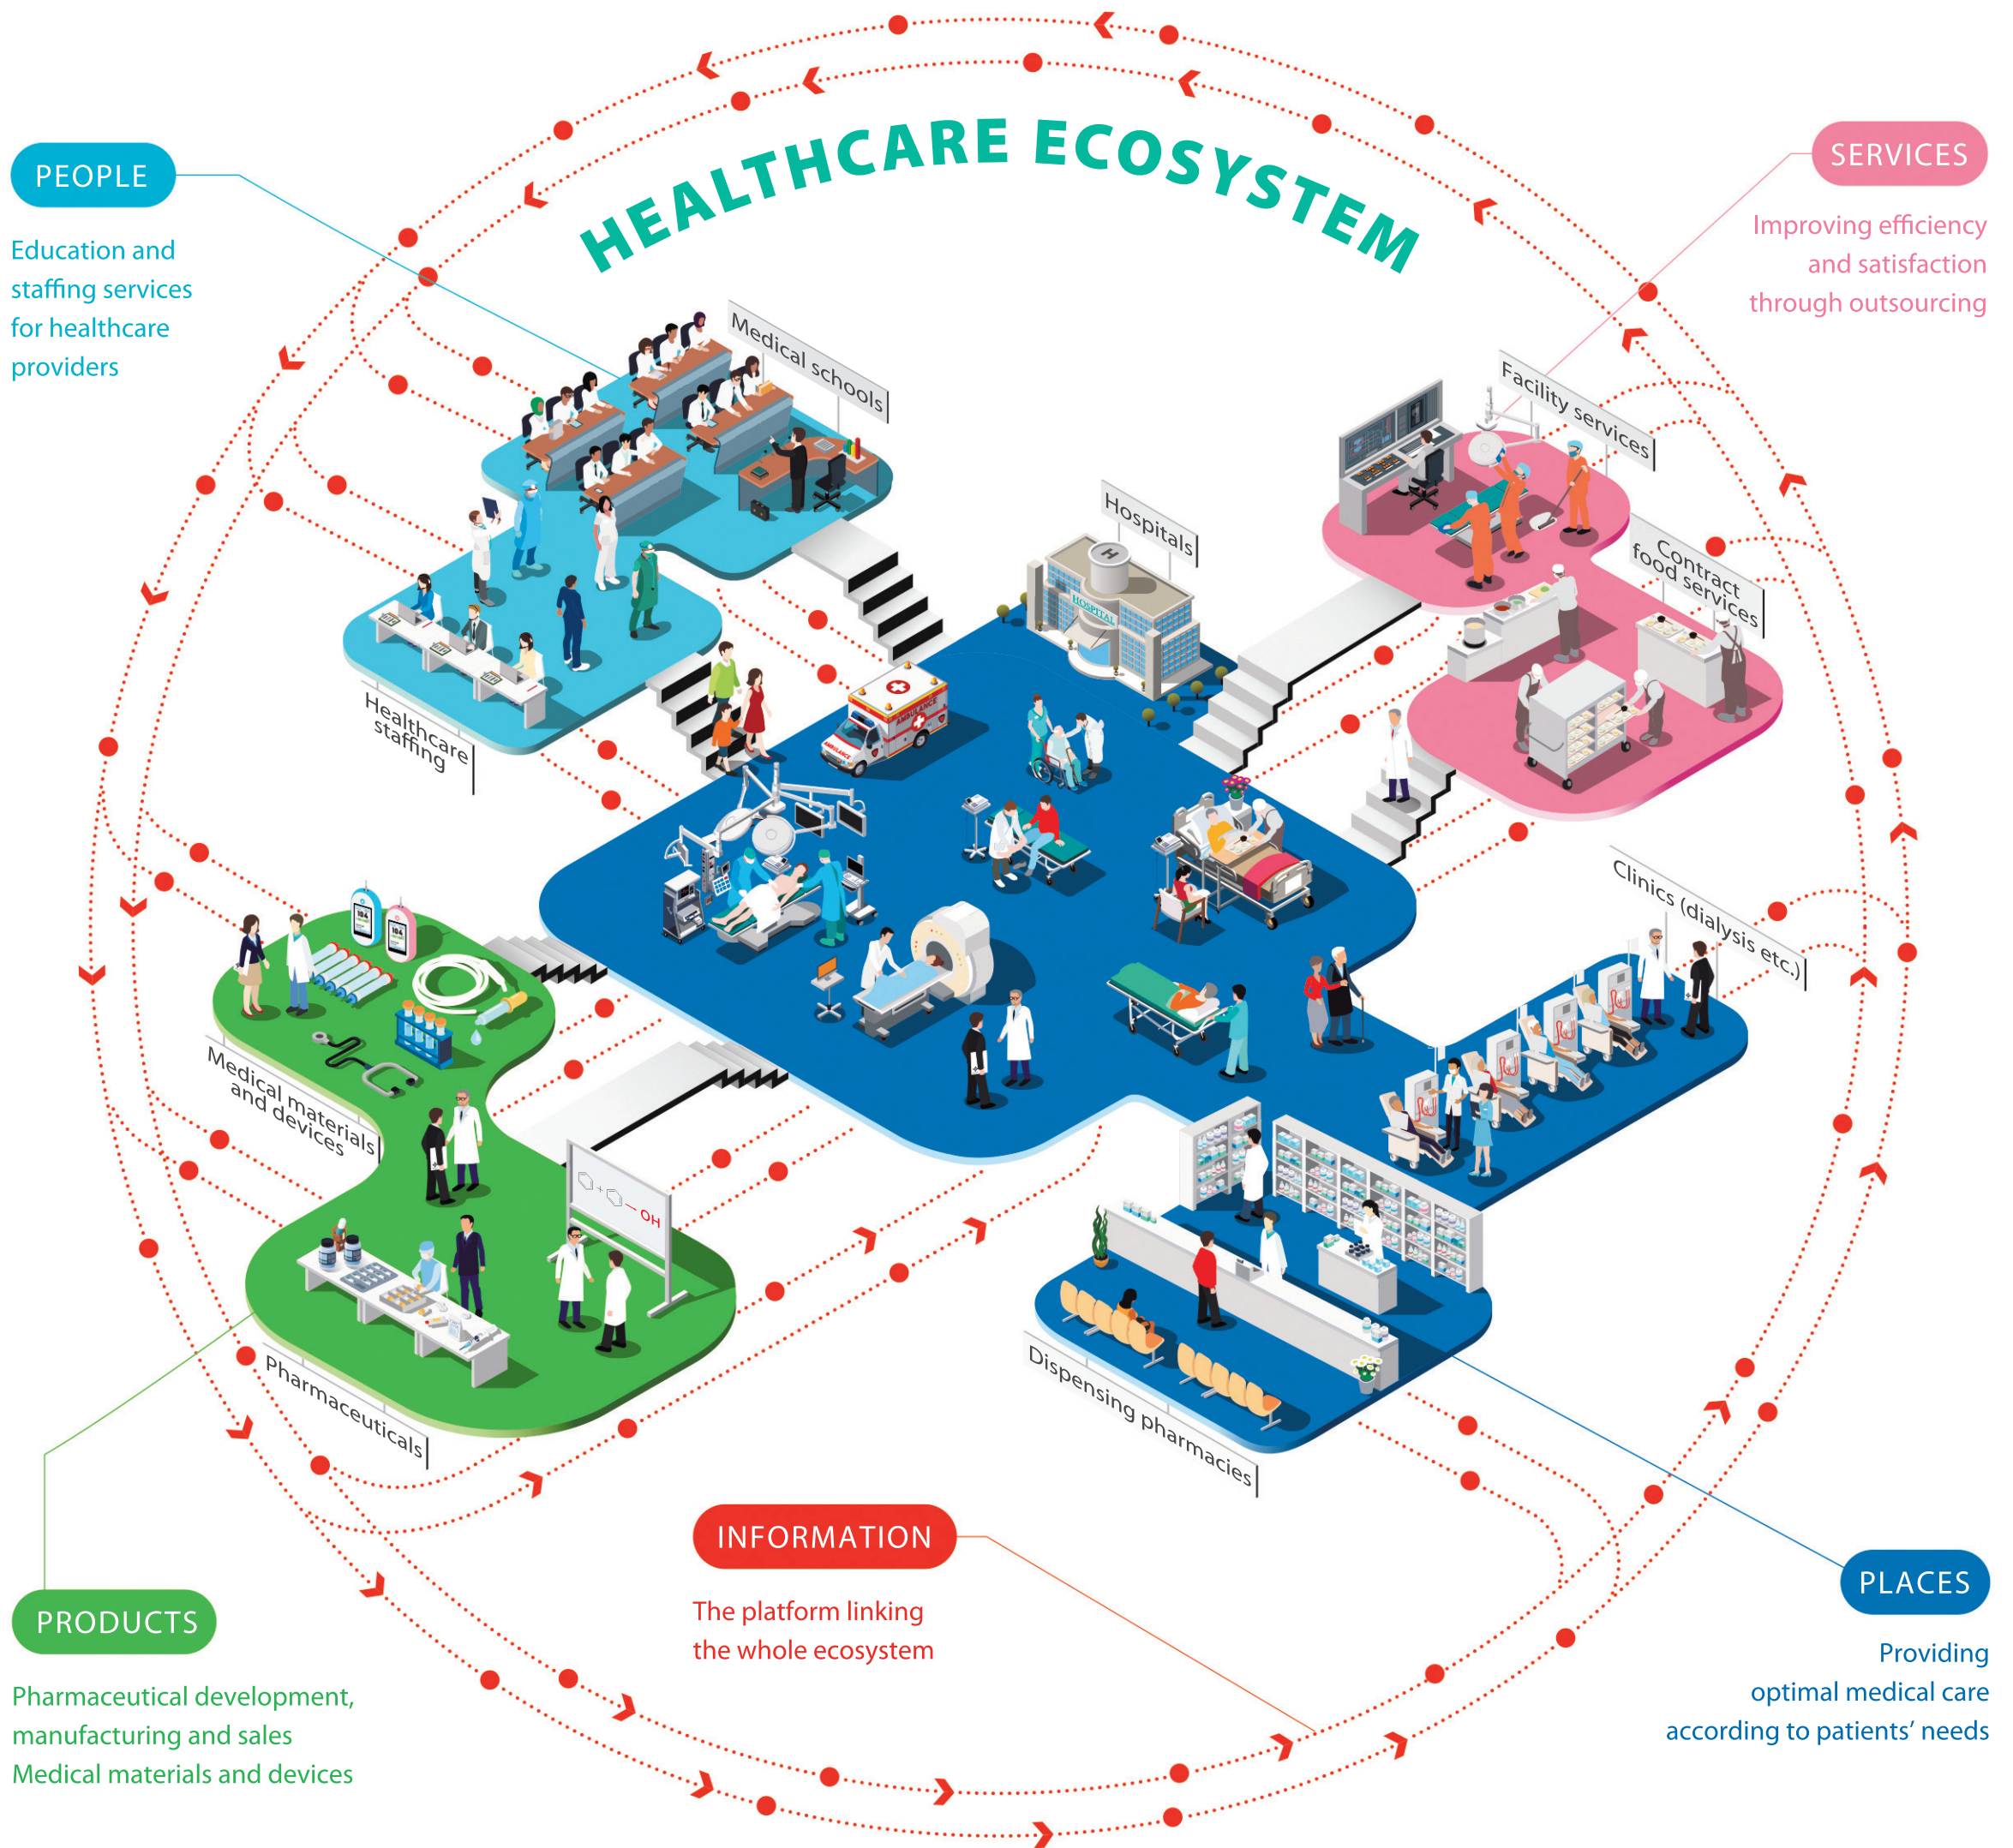 HEALTHCARE ECOSYSTEM
PEOPLE
Education and
staffing services
for healthcare
providers
SERVICES
Improving efficiency
and satisfaction
through outsourcing
Medical schools
Facility services
Hospitals
H
HOSPITAL
Contract
food services
Healthcare
staffing
AMBULANCE
AMBULANCE
Clinics (dialysis etc.)
104
104
Medical materials
and devices
+
OH
Pharmaceuticals
Dispensing pharmacies
INFORMATION
The platform linking
the whole ecosystem
PRODUCTS
Pharmaceutical development,
manufacturing and sales
Medical materials and devices
PLACES
Providing
optimal medical care
according to patients’ needs